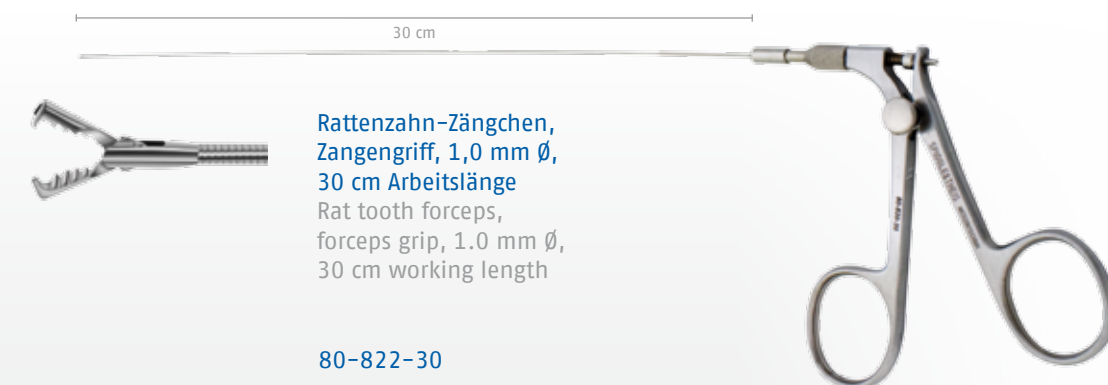 30 cm
Rattenzahn-Zängchen,
Zangengriff, 1,0 mm Ø,
30 cm Arbeitslänge
Rat tooth forceps,
forceps grip, 1.0 mm Ø,
30 cm working length
80-822-30